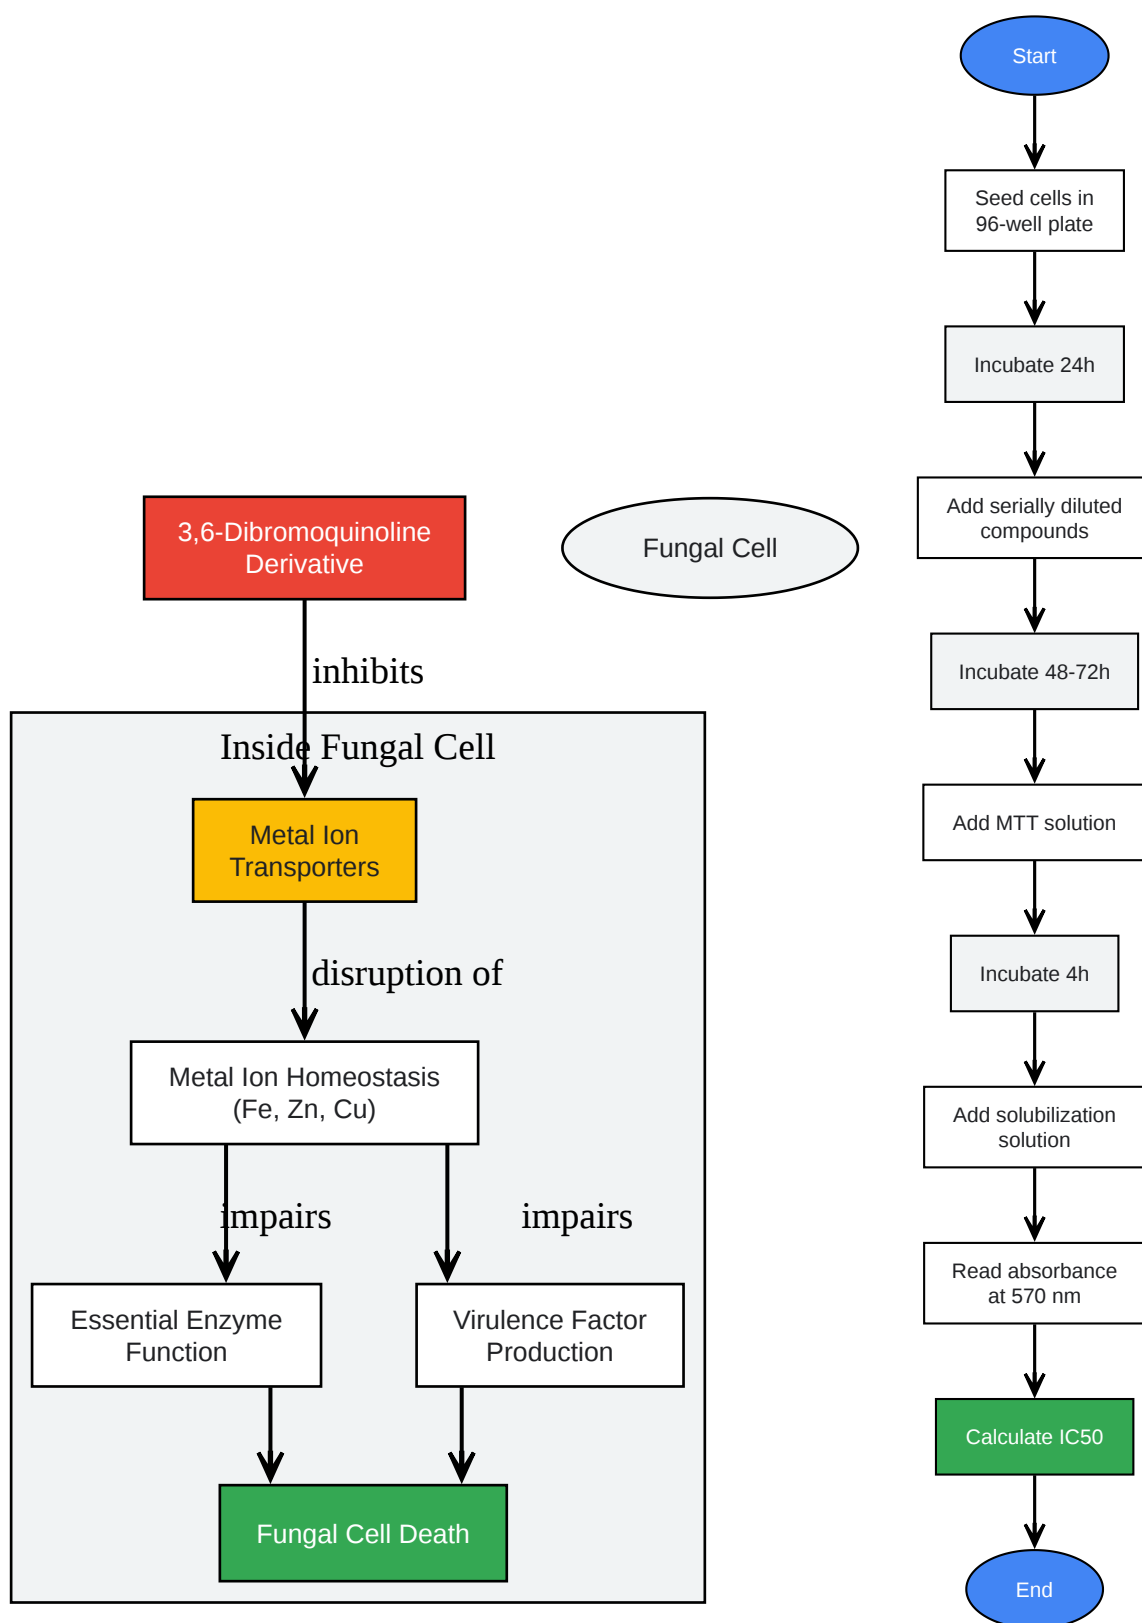 3,6-Dibromoquinoline
Derivative
Fungal Cell
inhibits
Inside Fungal Cell
Metal Ion
Transporters
disruption of
Metal Ion Homeostasis
(Fe, Zn, Cu)
impairs
impairs
Essential Enzyme
Function
Virulence Factor
Production
Fungal Cell Death
Start
Seed cells in
96-well plate
Incubate 24h
Add serially diluted
compounds
Incubate 48-72h
Add MTT solution
Incubate 4h
Add solubilization
solution
Read absorbance
at 570 nm
Calculate IC50
End